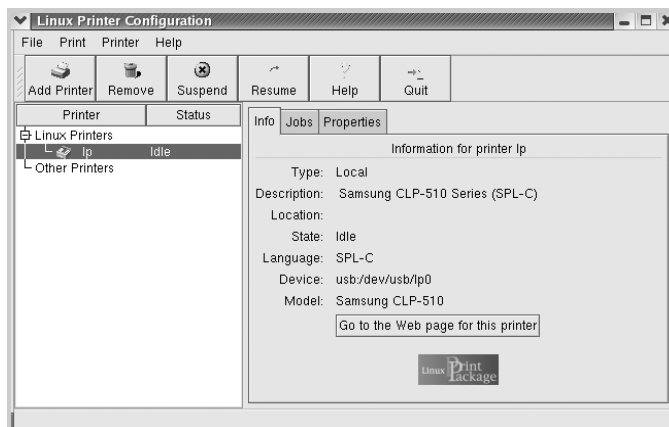 Linux Printer Configuration
File Print Printer Help
Add Printer Remove Suspend Resume Help Quit
Printer Status
Linux Printers
lp Idle
Other Printers
Info Jobs Properties
Information for printer lp
Type: Local
Description: Samsung CLP-510 Series (SPL-C)
Location:
State: Idle
Language: SPL-C
Device: usb:/dev/usb/lp0
Model: Samsung CLP-510
Go to the Web page for this printer
Linux Print Package